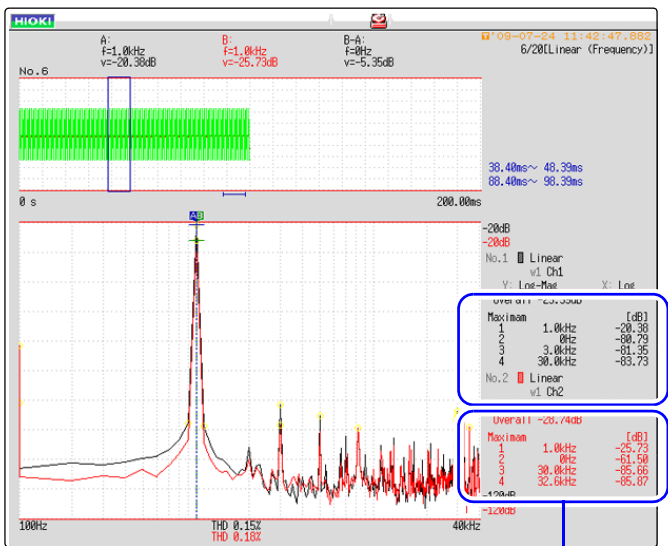 HIOKI
A: B: B-A: '09-07-24 11:42:47.882
f=1.0kHz f=1.0kHz f=0Hz 6/20[Linear (Frequency)]
v=-20.38dB v=-25.73dB v=-5.35dB
No.6
38.40ms～ 48.39ms
88.40ms～ 98.39ms
0 s 200.00ms
AB
-20dB
-20dB
No.1 Linear
w1 Ch1
Y: Log-Mag X: Log
Overall
Maximam [dB]
1 1.0kHz -20.38
2 0Hz -80.79
3 3.0kHz -81.35
4 30.0kHz -83.73
No.2 Linear
w1 Ch2
Overall -28.74dB
Maximam [dB]
1 1.0kHz -25.73
2 0Hz -61.50
3 30.0kHz -85.66
4 32.6kHz -85.87
-120dB
-120dB
100Hz THD 0.15% 40kHz
THD 0.18%